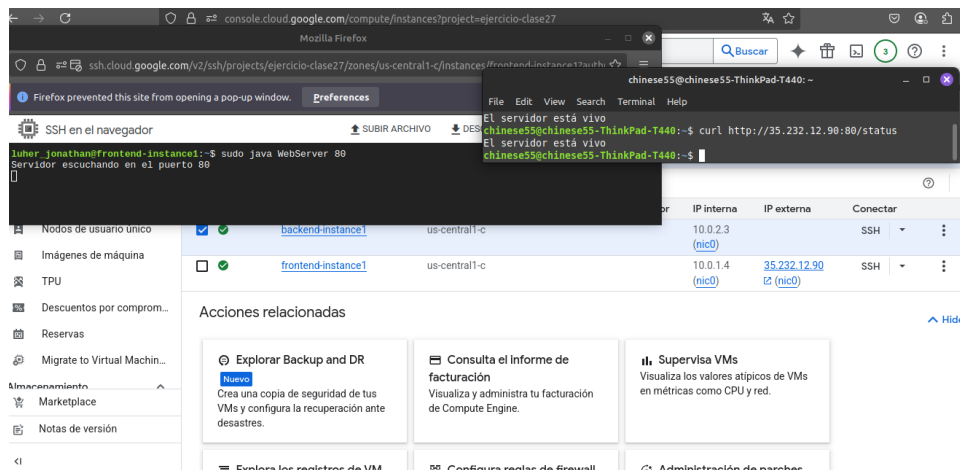 console.cloud.google.com/compute/instances?project=ejercicio-clase27
Mozilla Firefox
ssh.cloud.google.com/v2/ssh/projects/ejercicio-clase27/zones/us-central1-c/instances/frontend-instance1?authu
Firefox prevented this site from opening a pop-up window.
Preferences
SSH en el navegador
SUBIR ARCHIVO
luher_jonathan@frontend-instance1:~$ sudo java WebServer 80
Servidor escuchando en el puerto 80
Buscar
3
chinese55@chinese55-ThinkPad-T440: ~
File Edit View Search Terminal Help
El servidor está vivo
chinese55@chinese55-ThinkPad-T440:~$ curl http://35.232.12.90:80/status
El servidor está vivo
chinese55@chinese55-ThinkPad-T440:~$
IP interna IP externa Conectar
Nodos de usuario único
Imágenes de máquina
TPU
Descuentos por comprom...
Reservas
Migrate to Virtual Machin...
Almacenamiento
Marketplace
Notas de versión
backend-instance1 us-central1-c 10.0.2.3 SSH
(nic0)
frontend-instance1 us-central1-c 10.0.1.4 35.232.12.90 SSH
(nic0) (nic0)
Acciones relacionadas
Explorar Backup and DR
Nuevo
Crea una copia de seguridad de tus
VMs y configura la recuperación ante
desastres.
Consulta el informe de
facturación
Visualiza y administra tu facturación
de Compute Engine.
Supervisa VMs
Visualiza los valores atípicos de VMs
en métricas como CPU y red.
Explora los registros de VM
Configura reglas de firewall
Administración de parches